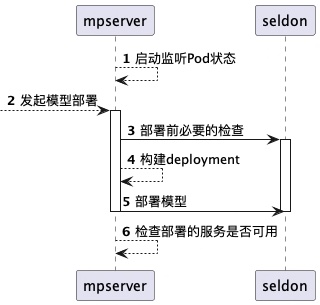 mpserver seldon
1 启动监听Pod状态
2 发起模型部署
3 部署前必要的检查
4 构建deployment
5 部署模型
6 检查部署的服务是否可用
mpserver seldon